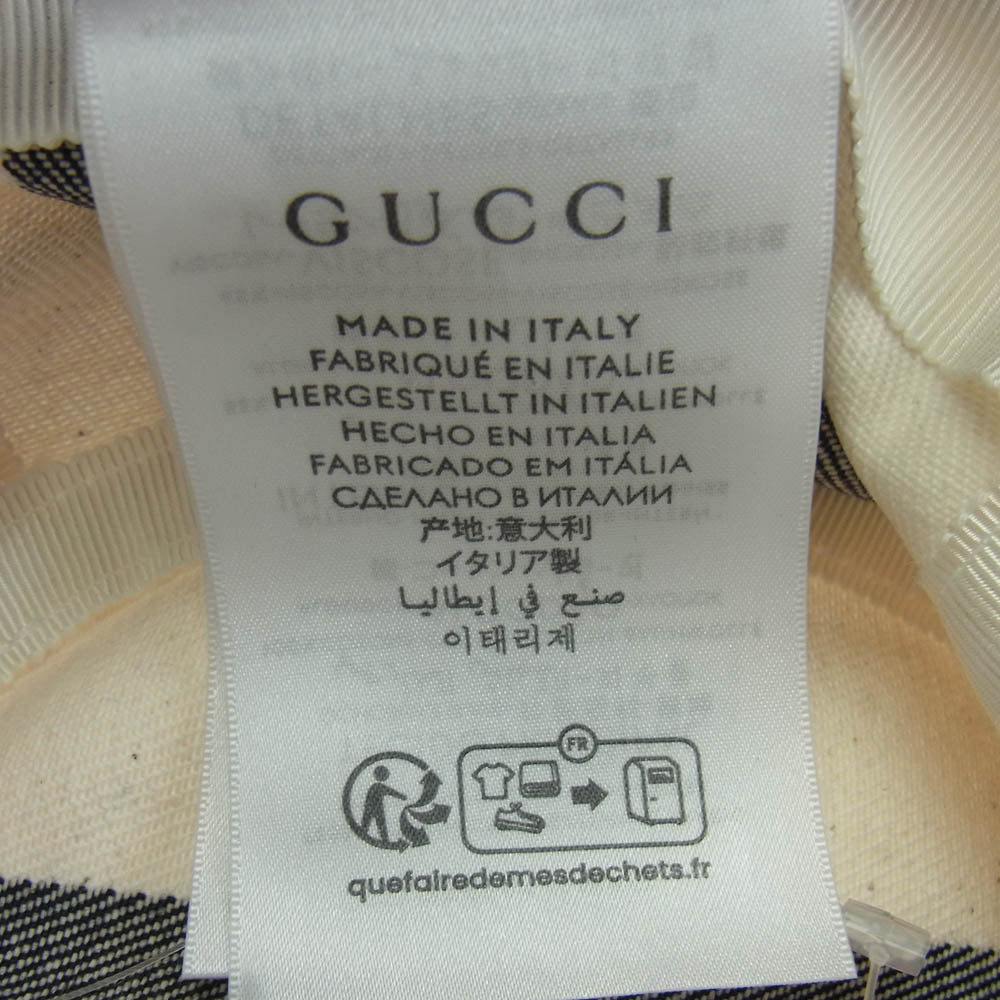 GUCCI
MADE IN ITALY
FABRIQUÉ EN ITALIE
HERGESTELLT IN ITALIEN
HECHO EN ITALIA
FABRICADO EM ITÁLIA
СДЕЛАНО В ИТАЛИИ
产地:意大利
イタリア製
صنع في إيطاليا
이태리제
FR
quefairedemesdechets.fr